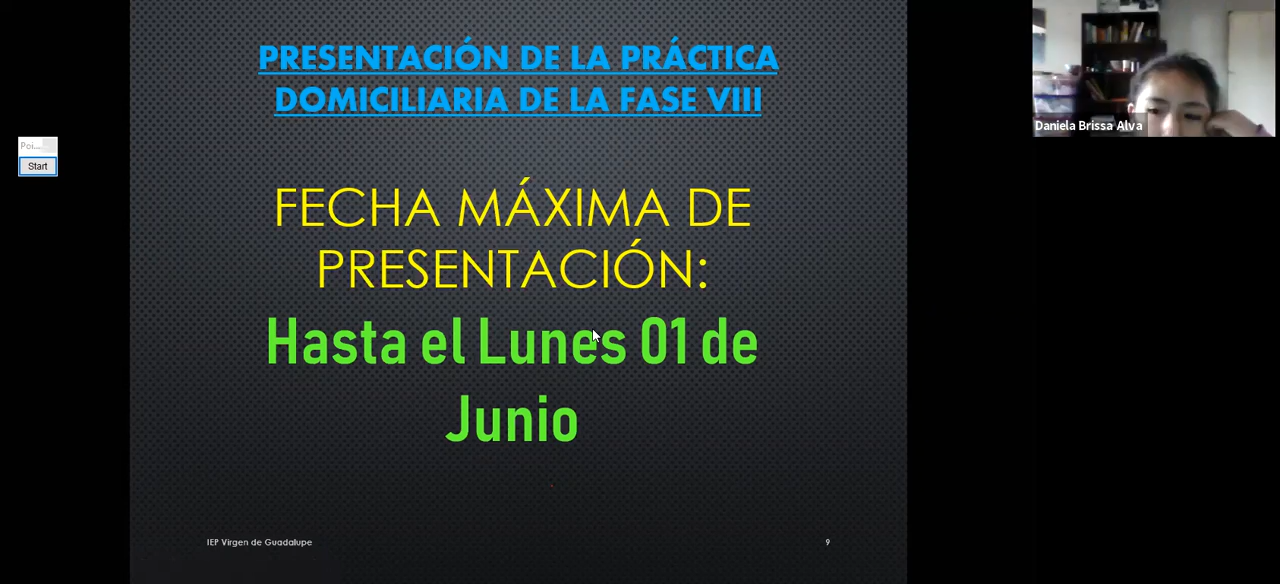 PRESENTACIÓN DE LA PRÁCTICA
DOMICILIARIA DE LA FASE VIII
Daniela Brissa Alva
Poi....
Start
FECHA MÁXIMA DE
PRESENTACIÓN:
Hasta el Lunes 01 de
Junio
IEP Virgen de Guadalupe
9